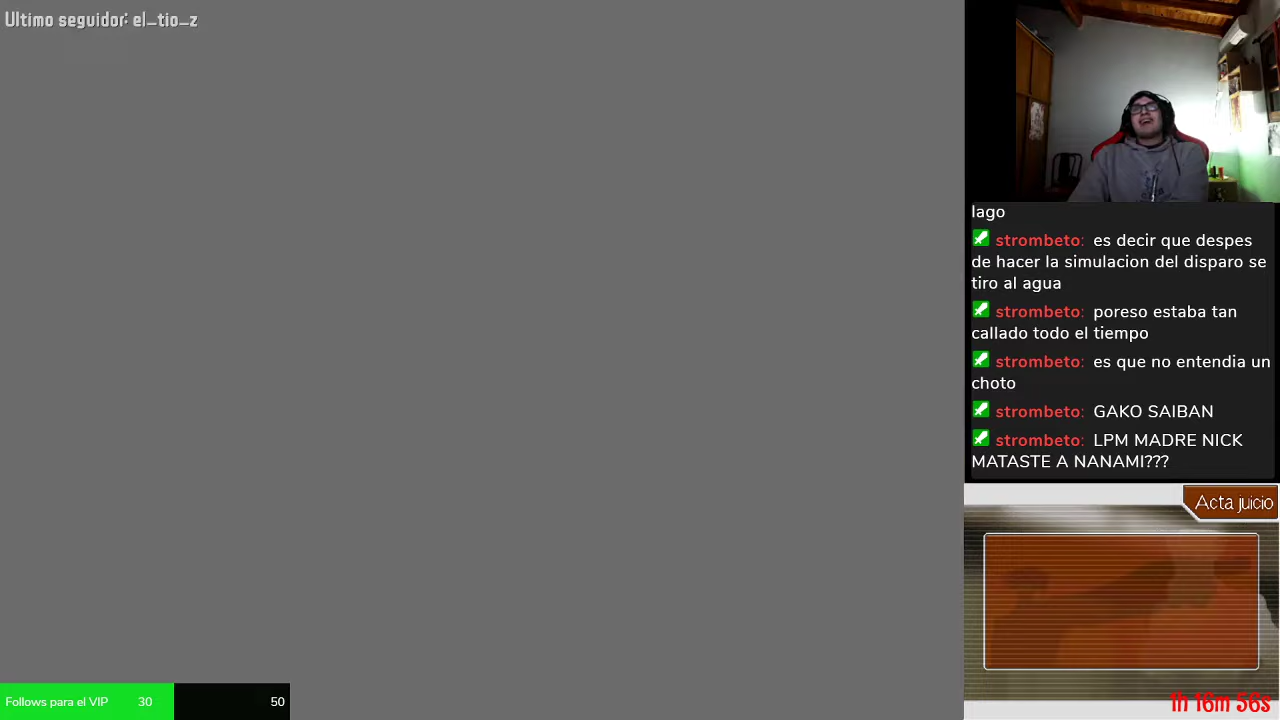 Ultimo seguidor: el_tio_z
lago
strombeto: es decir que despes
de hacer la simulacion del disparo se
tiro al agua
strombeto: poreso estaba tan
callado todo el tiempo
strombeto: es que no entendia un
choto
strombeto: GAKO SAIBAN
strombeto: LPM MADRE NICK
MATASTE A NANAMI???
Acta juicio
Follows para el VIP 30 50
1h 16m 56s